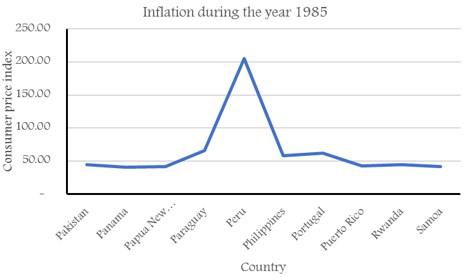 Inflation during the year 1985
Consumer price index
250.00
200.00
150.00
100.00
50.00
-
Pakistan
Panama
Papua New…
Paraguay
Peru
Philippines
Portugal
Puerto Rico
Rwanda
Samoa
Country